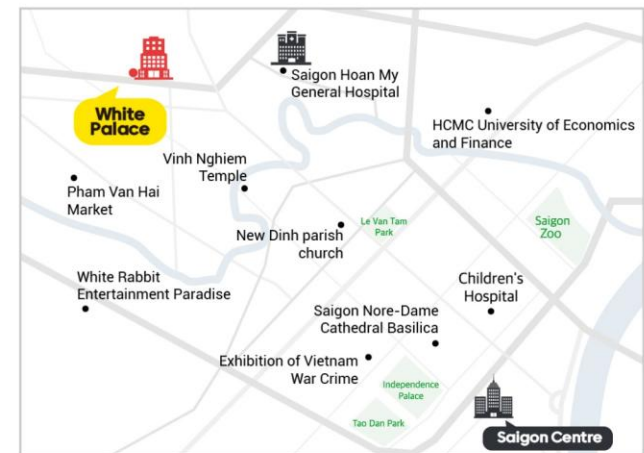 White
Palace
Saigon Hoan My
General Hospital
HCMC University of Economics
and Finance
Vinh Nghiem
Temple
Pham Van Hai
Market
New Dinh parish
church
Le Van Tam
Park
Saigon
Zoo
White Rabbit
Entertainment Paradise
Children's
Hospital
Saigon Nore-Dame
Cathedral Basilica
Exhibition of Vietnam
War Crime
Independence
Palace
Tao Dan Park
Saigon Centre